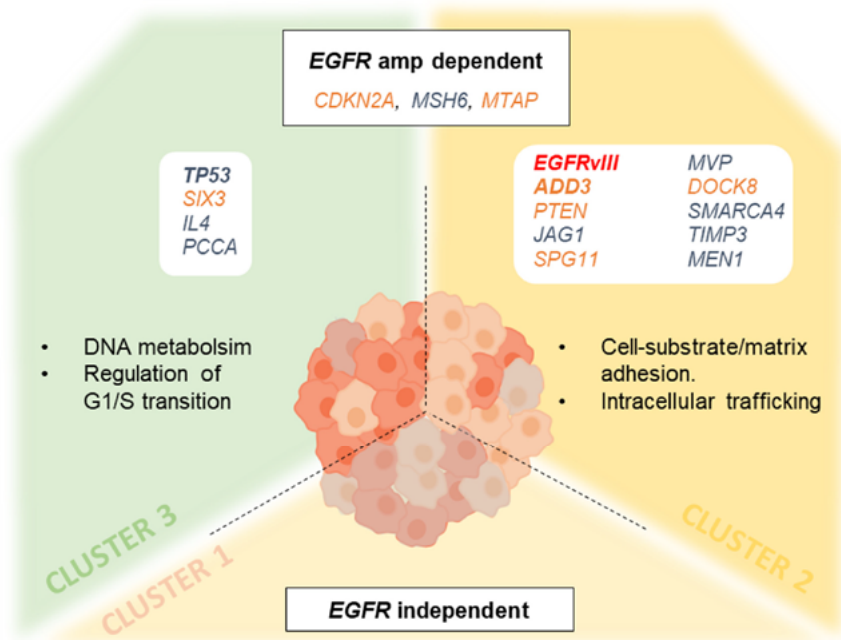 EGFR amp dependent
CDKN2A, MSH6, MTAP
TP53
SIX3
IL4
PCCA
EGFRvIII
ADD3
PTEN
JAG1
SPG11
MVP
DOCK8
SMARCA4
TIMP3
MEN1
• DNA metabolsim
• Regulation of
G1/S transition
• Cell-substrate/matrix
adhesion.
• Intracellular trafficking
CLUSTER 3
CLUSTER 1
CLUSTER 2
EGFR independent